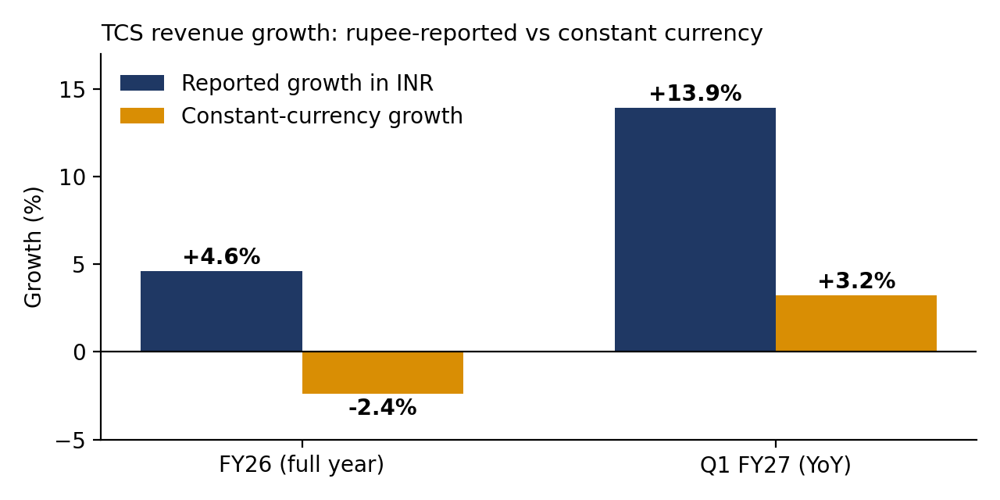 TCS revenue growth: rupee-reported vs constant currency
Reported growth in INR
Constant-currency growth
Growth (%)
15
10
5
0
−5
+4.6%
-2.4%
+13.9%
+3.2%
FY26 (full year)
Q1 FY27 (YoY)